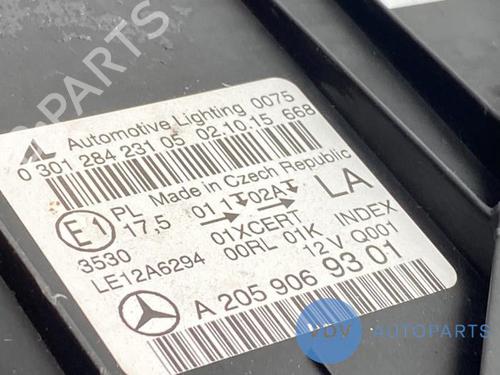 AL Automotive Lighting 0075
0 301 284 231 05 02.10.15 668
E1 PL 17,5 Made in Czech Republic
01 1 02A LA
3530 01XCERT INDEX
LE12A6294 00RL 01K 12V Q001
A 205 906 93 01
PARTS
VDV AUTOPARTS